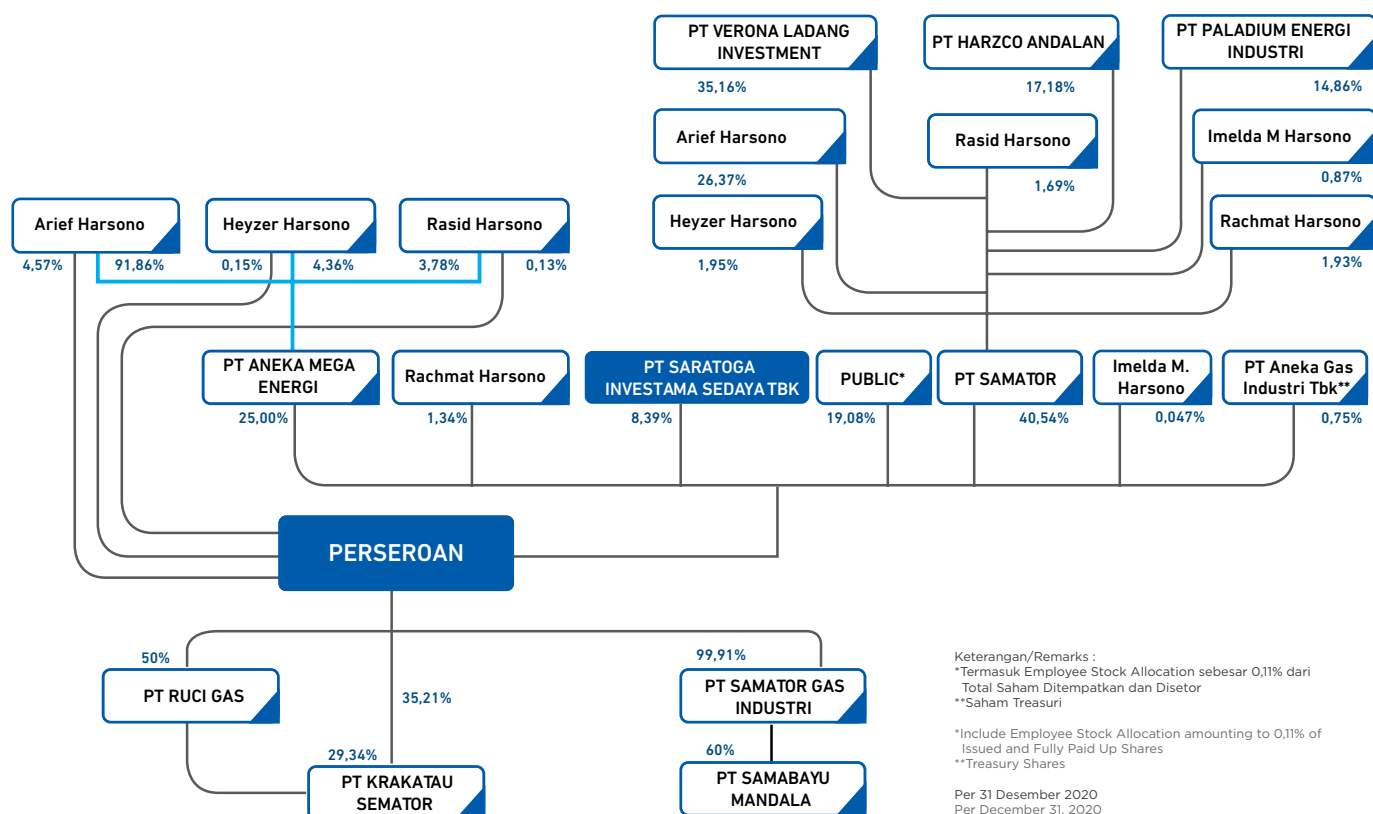 PT VERONA LADANG
INVESTMENT
35,16%
PT HARZCO ANDALAN
17,18%
PT PALADIUM ENERGI
INDUSTRI
14,86%
Arief Harsono
26,37%
Rasid Harsono
1,69%
Imelda M Harsono
0,87%
Heyzer Harsono
1,95%
Rachmat Harsono
1,93%
Arief Harsono
4,57%
91,86%
Heyzer Harsono
0,15%
4,36%
Rasid Harsono
3,78%
0,13%
PT ANEKA MEGA
ENERGI
25,00%
Rachmat Harsono
1,34%
PT SARATOGA
INVESTAMA SEDAYA TBK
8,39%
PUBLIC*
19,08%
PT SAMATOR
40,54%
Imelda M.
Harsono
0,047%
PT Aneka Gas
Industri Tbk**
0,75%
PERSEROAN
50%
PT RUCI GAS
35,21%
29,34%
PT KRAKATAU
SEMATOR
99,91%
PT SAMATOR GAS
INDUSTRI
60%
PT SAMABAYU
MANDALA
Keterangan/Remarks :
*Termasuk Employee Stock Allocation sebesar 0,11% dari
Total Saham Ditempatkan dan Disetor
**Saham Treasuri
*Include Employee Stock Allocation amounting to 0,11% of
Issued and Fully Paid Up Shares
**Treasury Shares
Per 31 Desember 2020
Per December 31, 2020